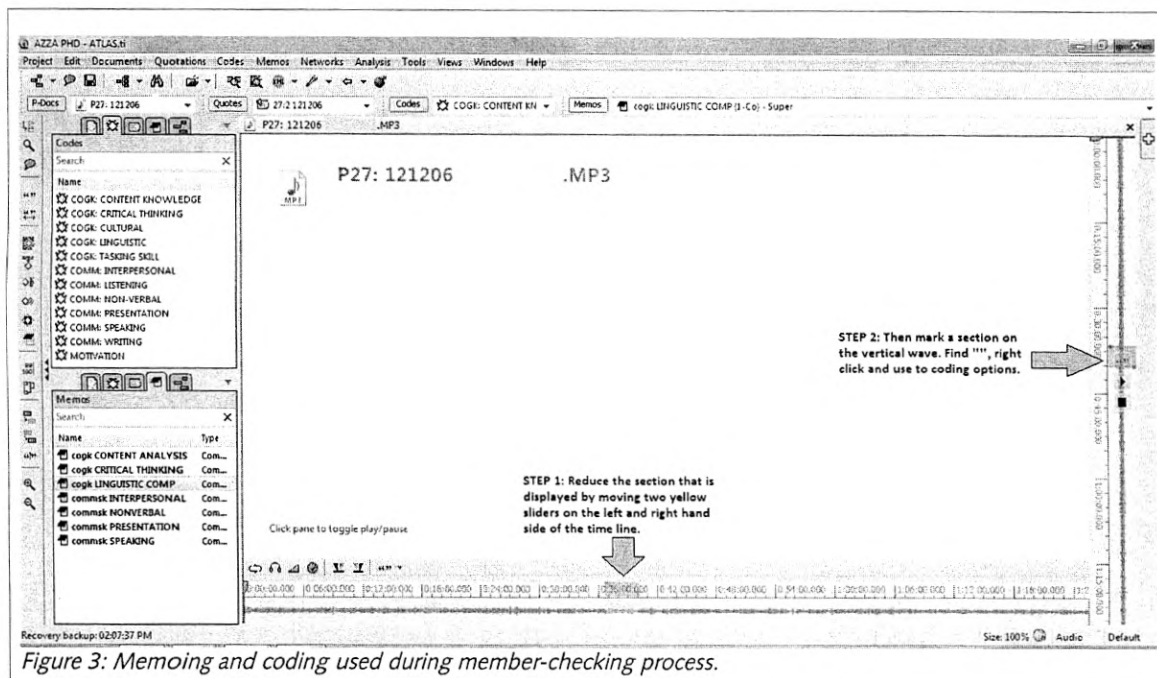 AZZA PHD - ATLAS.ti
Project Edit Documents Quotations Codes Memos Networks Analysis Tools Views Windows Help
P-Docs P27: 121206 Quotes 27:2 121206 Codes COGK: CONTENT KN Memos cogk LINGUISTIC COMP {1-Co} - Super
P27: 121206 .MP3
Codes
Search
Name
COGK: CONTENT KNOWLEDGE
COGK: CRITICAL THINKING
COGK: CULTURAL
COGK: LINGUISTIC
COGK: TASKING SKILL
COMM: INTERPERSONAL
COMM: LISTENING
COMM: NON-VERBAL
COMM: PRESENTATION
COMM: SPEAKING
COMM: WRITING
MOTIVATION
Memos
Search
Name Type
cogk CONTENT ANALYSIS Com...
cogk CRITICAL THINKING Com...
cogk LINGUISTIC COMP Com...
commsk INTERPERSONAL Com...
commsk NONVERBAL Com...
commsk PRESENTATION Com...
commsk SPEAKING Com...
MP3
P27: 121206 .MP3
STEP 2: Then mark a section on
the vertical wave. Find "", right
click and use to coding options.
STEP 1: Reduce the section that is
displayed by moving two yellow
sliders on the left and right hand
side of the time line.
Click pane to toggle play/pause
Recovery backup: 02:07:37 PM
Size: 100% Audio Default
Figure 3: Memoing and coding used during member-checking process.